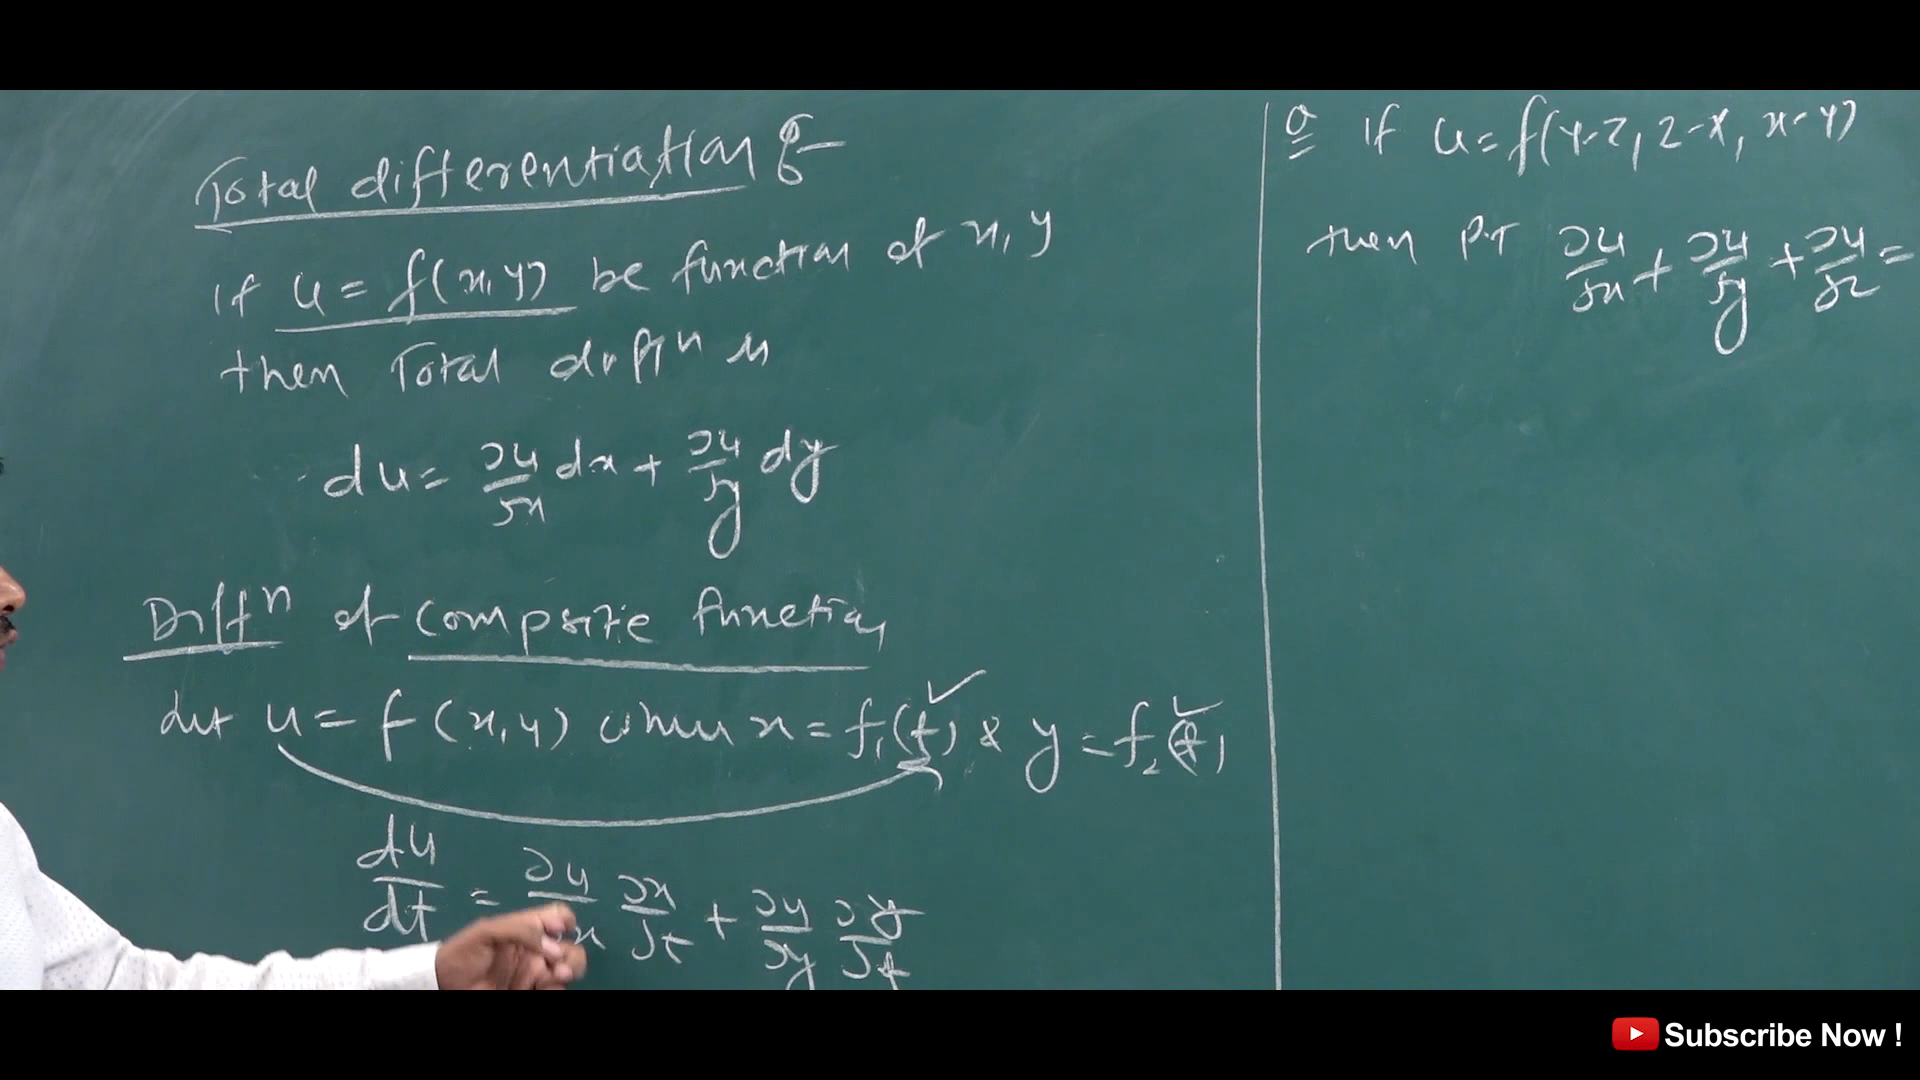 Total differentiation :-
If u = f(x, y) be function of x, y
then Total diffn is
du = ∂u/∂x dx + ∂u/∂y dy
Diffn of Composite function
Let u = f(x, y) where x = f₁(t) & y = f₂(t)
du/dt = ∂u/∂x ∂x/∂t + ∂u/∂y ∂y/∂t
Q If u = f(y-z, z-x, x-y)
then P.T ∂u/∂x + ∂u/∂y + ∂u/∂z =
Subscribe Now !